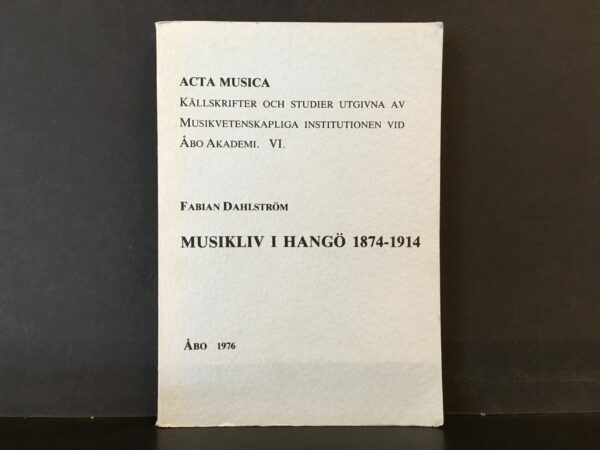 ACTA MUSICA
KÄLLSKRIFTER OCH STUDIER UTGIVNA AV
MUSIKVETENSKAPLIGA INSTITUTIONEN VID
ÅBO AKADEMI. VI.
FABIAN DAHLSTRÖM
MUSIKLIV I HANGÖ 1874-1914
ÅBO 1976